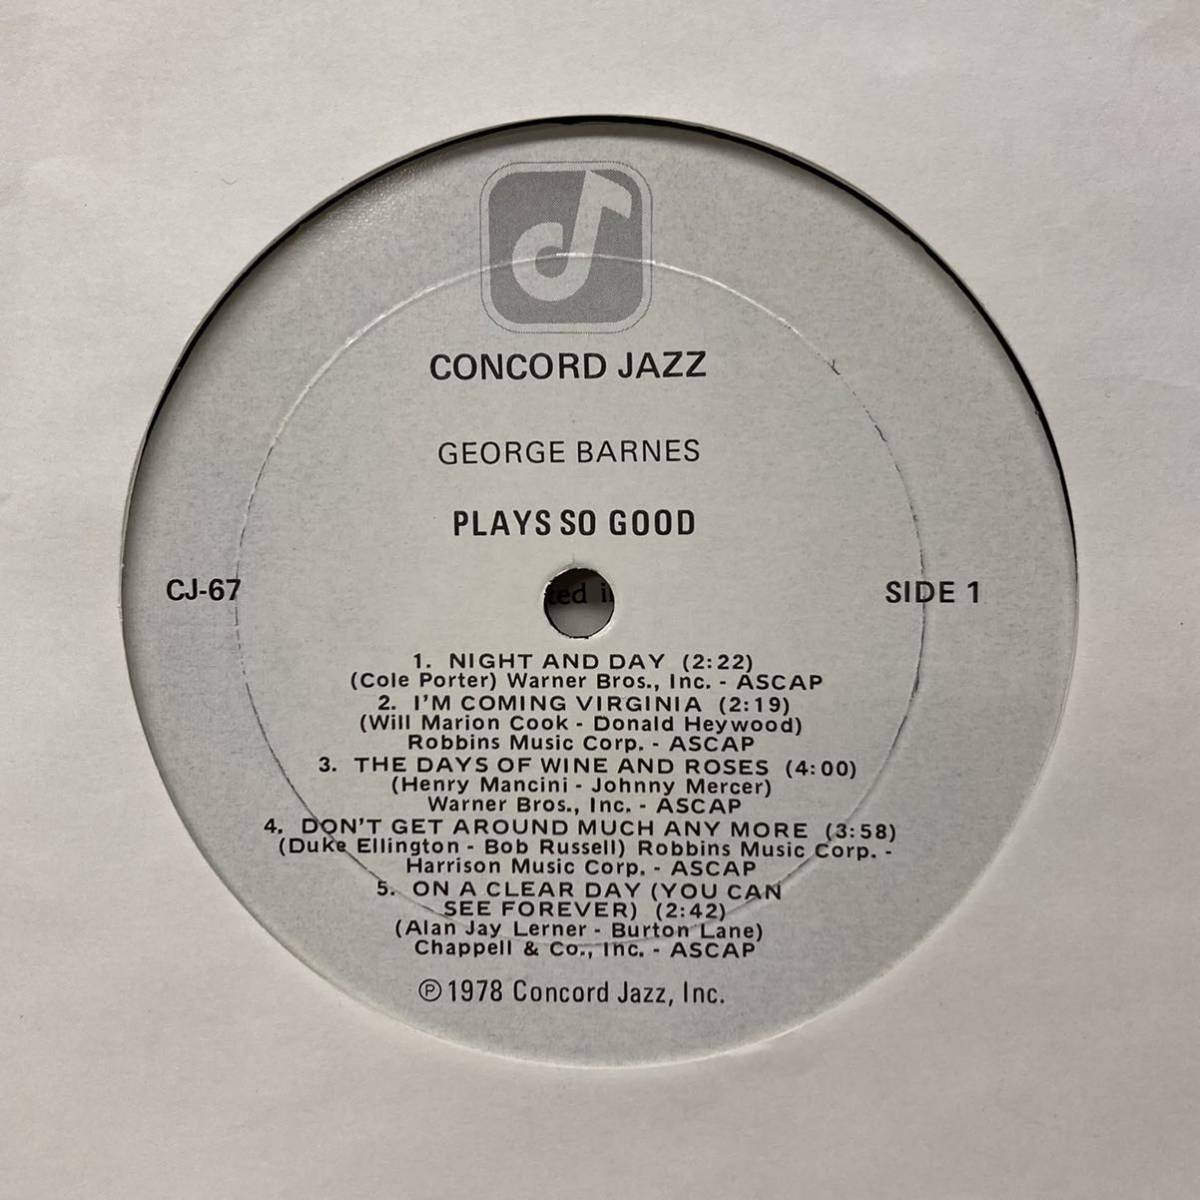 CONCORD JAZZ
GEORGE BARNES
PLAYS SO GOOD
CJ-67
SIDE 1
1. NIGHT AND DAY (2:22)
(Cole Porter) Warner Bros., Inc. - ASCAP
2. I'M COMING VIRGINIA (2:19)
(Will Marion Cook - Donald Heywood)
Robbins Music Corp. - ASCAP
3. THE DAYS OF WINE AND ROSES (4:00)
(Henry Mancini - Johnny Mercer)
Warner Bros., Inc. - ASCAP
4. DON'T GET AROUND MUCH ANY MORE (3:58)
(Duke Ellington - Bob Russell) Robbins Music Corp. -
Harrison Music Corp. - ASCAP
5. ON A CLEAR DAY (YOU CAN
SEE FOREVER) (2:42)
(Alan Jay Lerner - Burton Lane)
Chappell & Co., Inc. - ASCAP
℗ 1978 Concord Jazz, Inc.